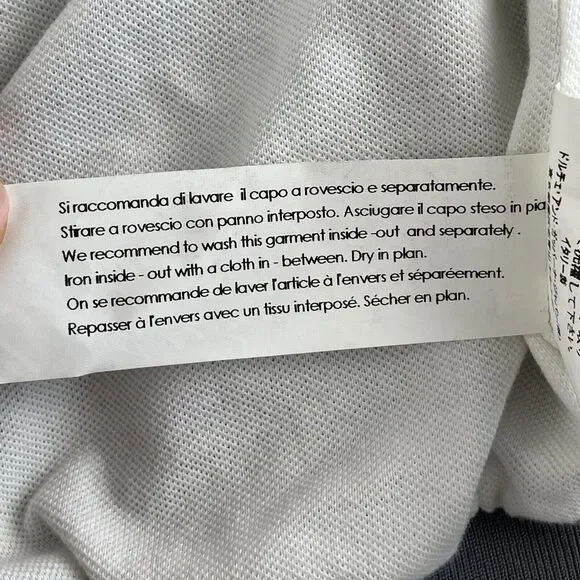 Si raccomanda di lavare il capo a rovescio e separatamente.
Stirare a rovescio con panno interposto. Asciugare il capo steso in pia
We recommend to wash this garment inside -out and separately .
Iron inside - out with a cloth in - between. Dry in plan.
On se recommande de laver l'article à l'envers et séparéement.
Repasser à l'envers avec un tissu interposé. Sécher en plan.